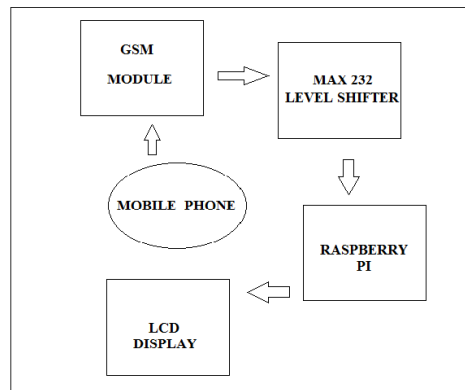 GSM
MODULE
MAX 232
LEVEL SHIFTER
MOBILE PHONE
RASPBERRY
PI
LCD
DISPLAY